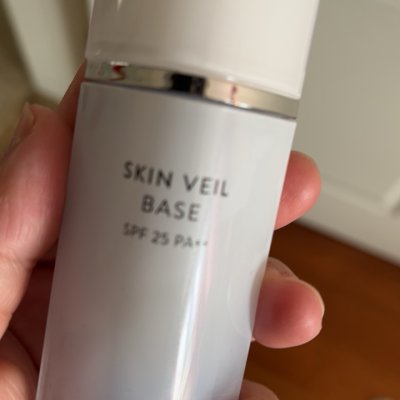 SKIN VEIL
BASE
SPF 25 PA++